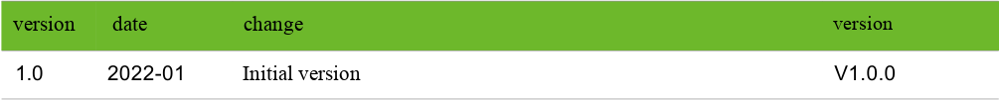 version date change version
1.0 2022-01 Initial version V1.0.0